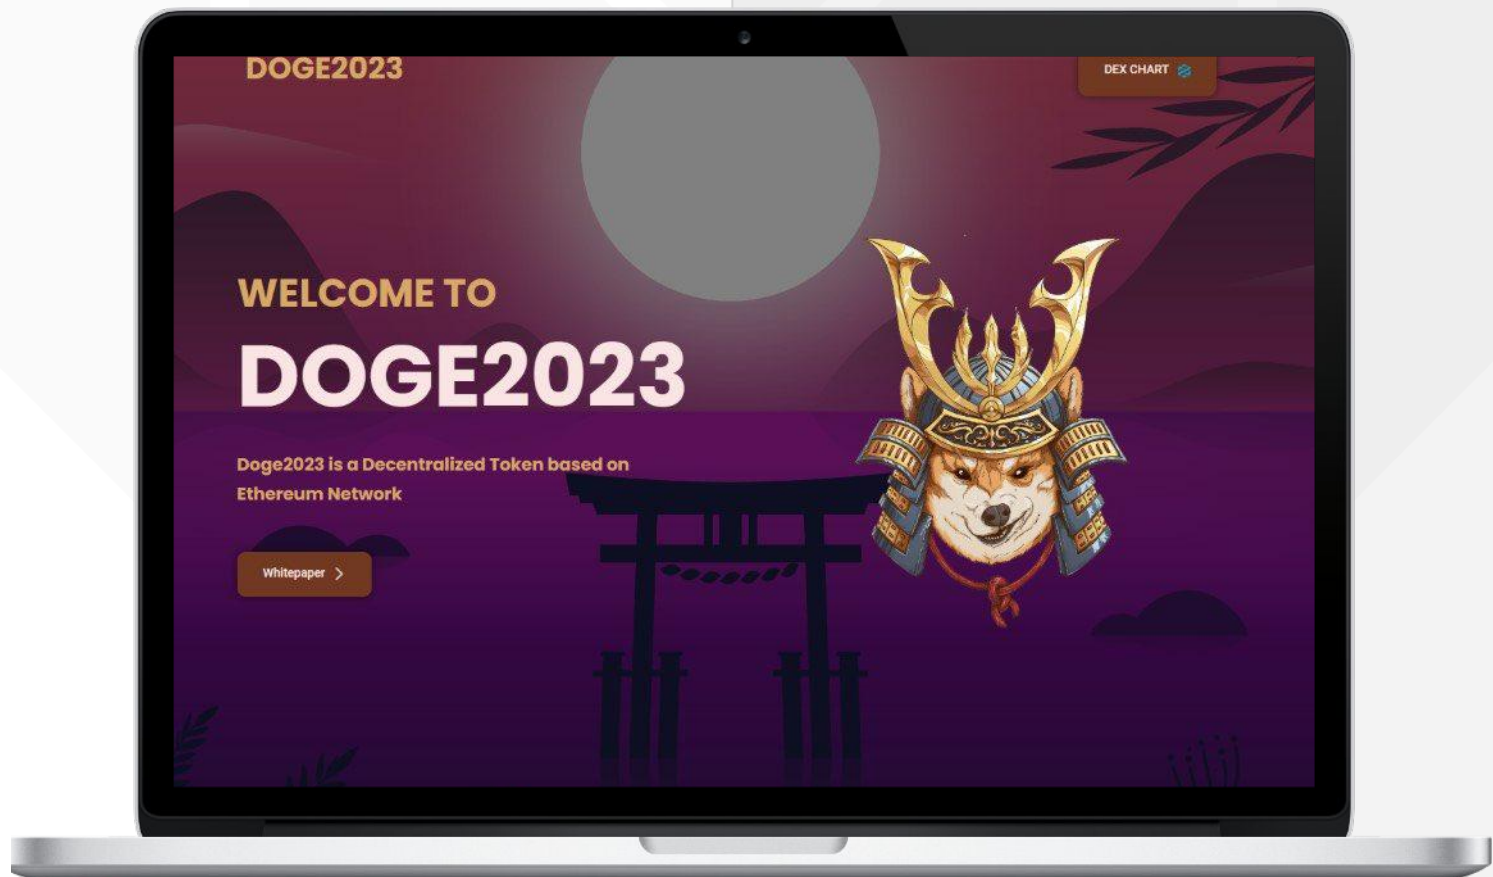 DOGE2023
DEX CHART
WELCOME TO
DOGE2023
Doge2023 is a Decentralized Token based on
Ethereum Network
Whitepaper